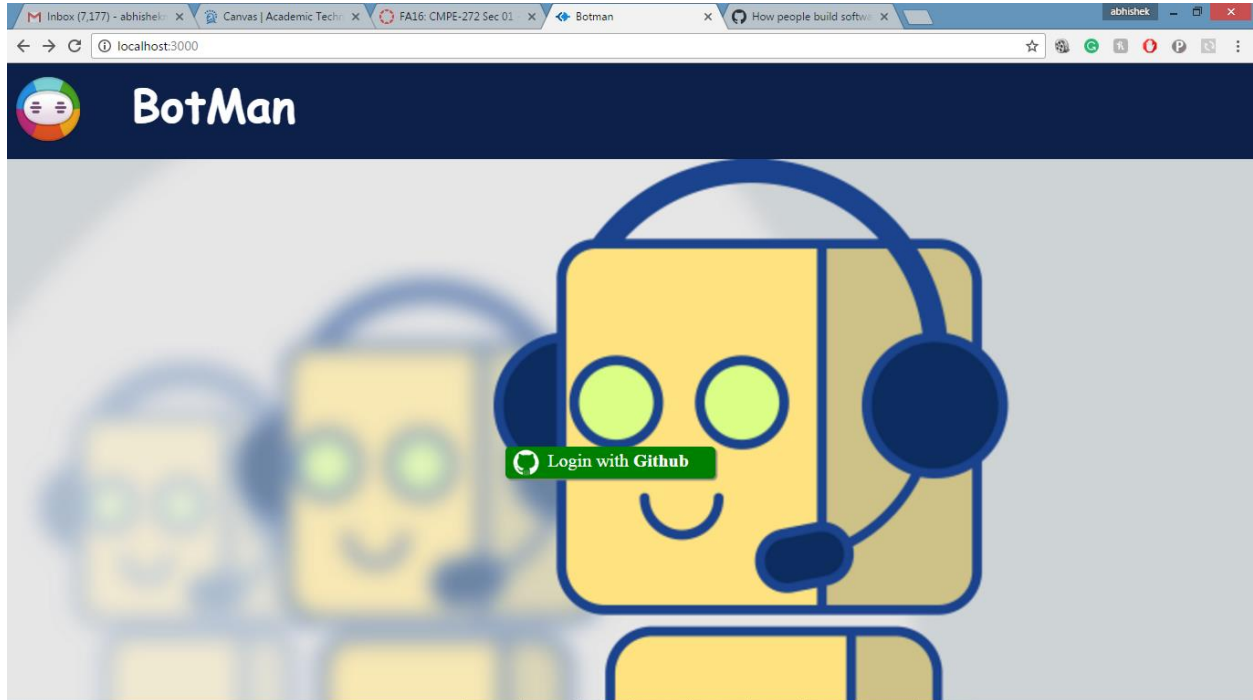 Inbox (7,177) - abhishek
Canvas | Academic Techn
FA16: CMPE-272 Sec 01 -
Botman
How people build softwa
abhishek
localhost:3000
BotMan
Login with Github